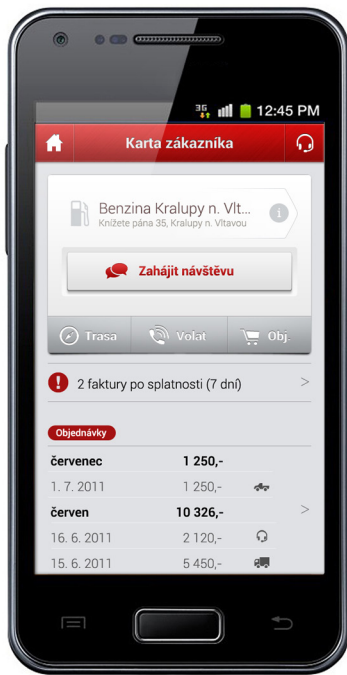 3G 12:45 PM
Karta zákazníka
Benzina Kralupy n. Vlt...
Knížete pána 35, Kralupy n. Vltavou
Zahájit návštěvu
Trasa Volat Obj.
2 faktury po splatnosti (7 dní) >
Objednávky
červenec 1 250,-
1. 7. 2011 1 250,-
červen 10 326,- >
16. 6. 2011 2 120,-
15. 6. 2011 5 450,-